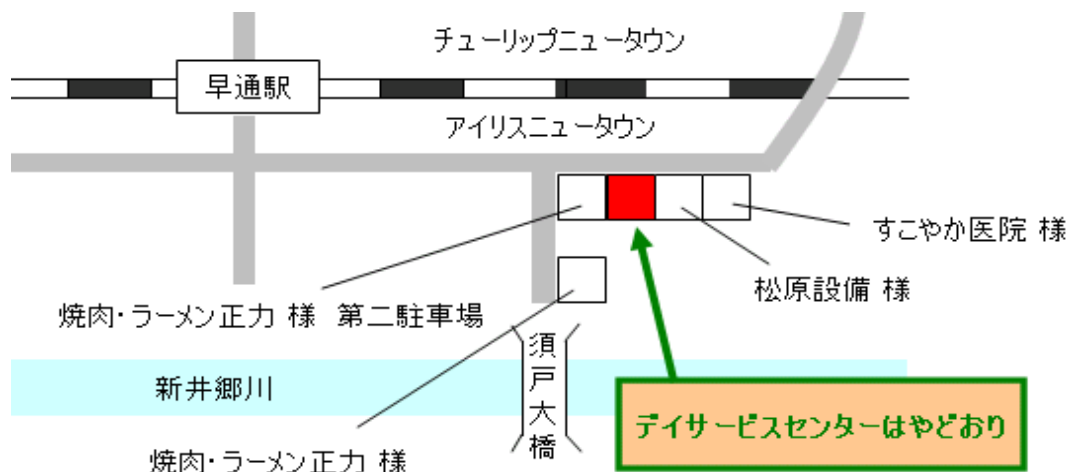 チューリップニュータウン
早通駅
アイリスニュータウン
すこやか医院 様
松原設備 様
焼肉・ラーメン正力 様 第二駐車場
須戸大橋
新井郷川
デイサービスセンターはやどおり
焼肉・ラーメン正力 様